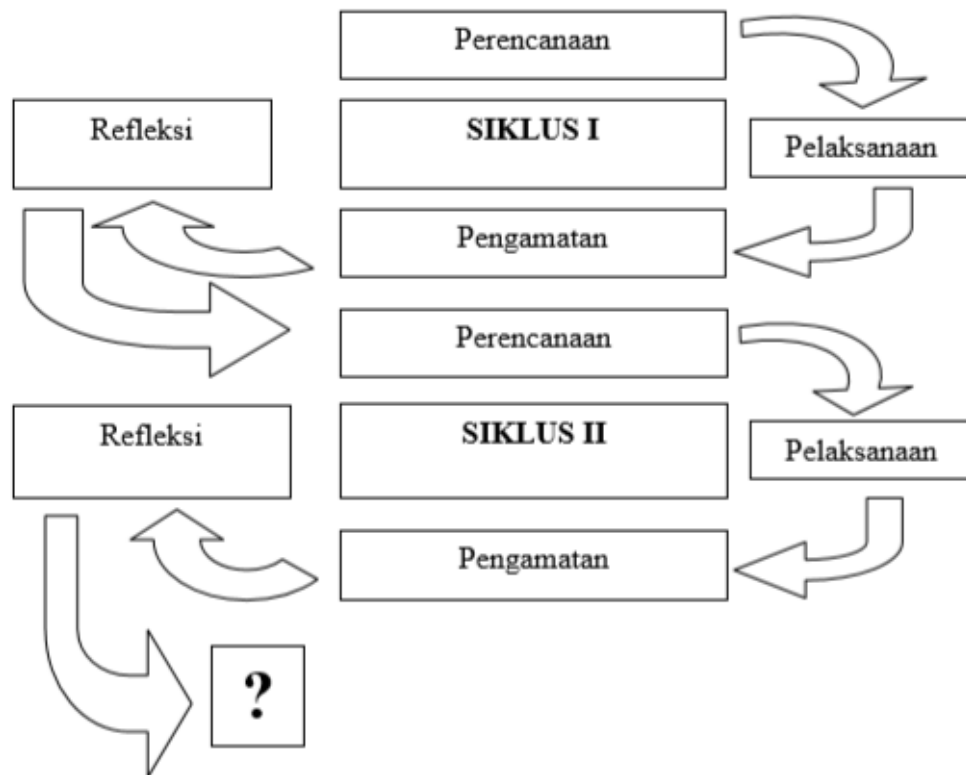 Perencanaan
Refleksi
SIKLUS I
Pelaksanaan
Pengamatan
Perencanaan
Refleksi
SIKLUS II
Pelaksanaan
Pengamatan
?